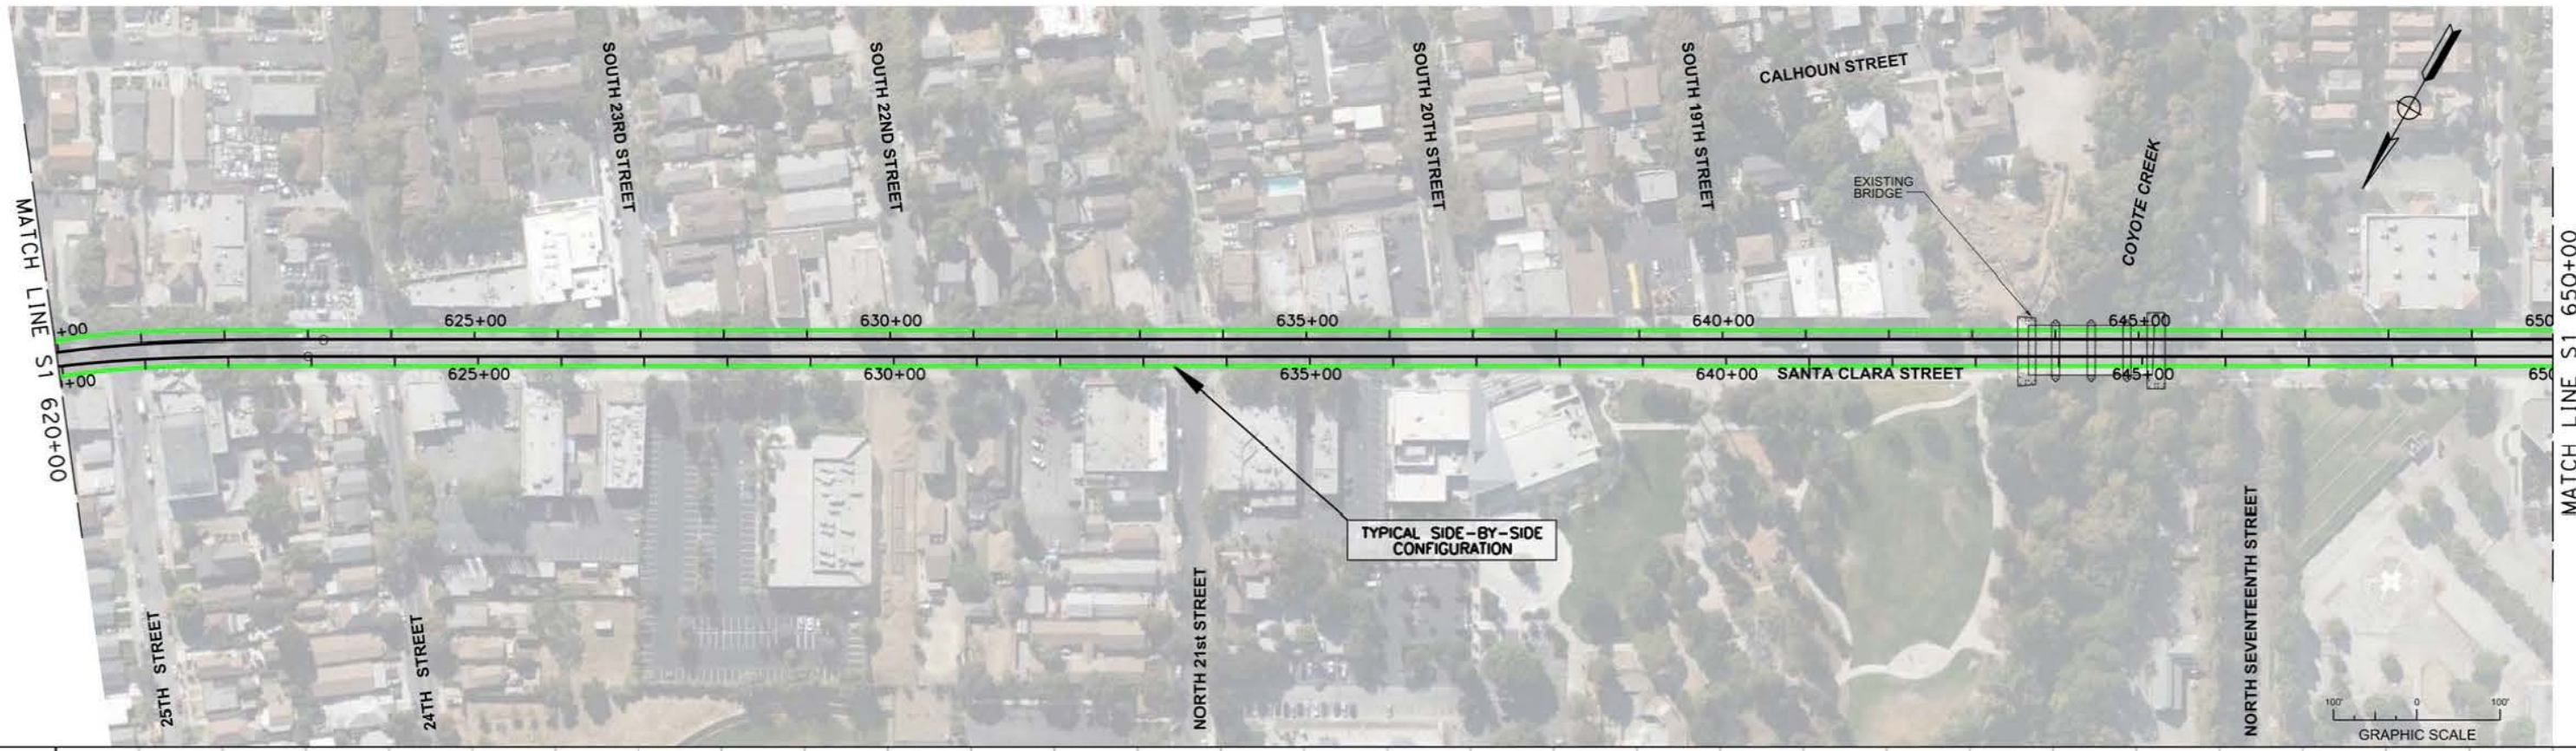 SOUTH 23RD STREET
SOUTH 22ND STREET
SOUTH 20TH STREET
SOUTH 19TH STREET
CALHOUN STREET
EXISTING
BRIDGE
COYOTE CREEK
MATCH LINE S1 620+00
+00
625+00
630+00
635+00
640+00
645+00
650
MATCH LINE S1 650+00
+00
625+00
630+00
635+00
640+00
SANTA CLARA STREET
645+00
650
TYPICAL SIDE-BY-SIDE
CONFIGURATION
25TH STREET
24TH STREET
NORTH 21st STREET
NORTH SEVENTEENTH STREET
100'
0
100'
GRAPHIC SCALE